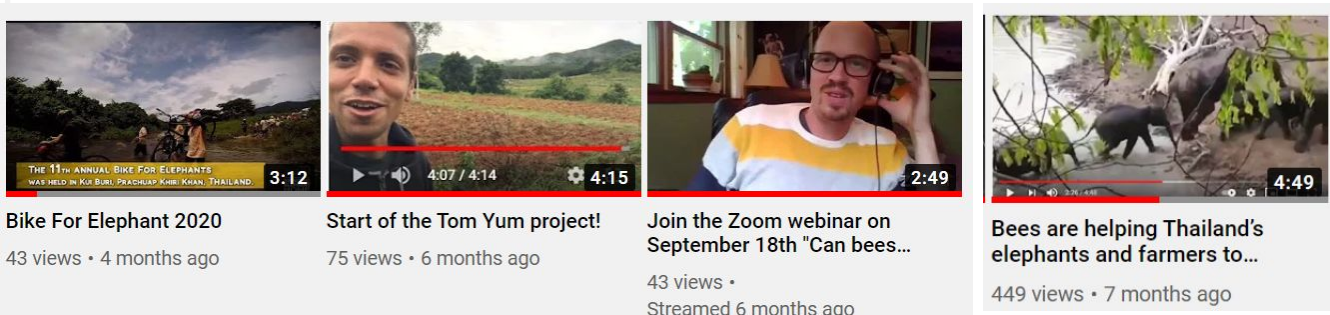 THE 11TH ANNUAL BIKE FOR ELEPHANTS
WAS HELD IN KUI BURI, PRACHUAP KHIRI KHAN, THAILAND.
3:12
Bike For Elephant 2020
43 views • 4 months ago
4:07 / 4:14
4:15
Start of the Tom Yum project!
75 views • 6 months ago
2:49
Join the Zoom webinar on
September 18th "Can bees...
43 views •
Streamed 6 months ago
4:49
Bees are helping Thailand's
elephants and farmers to...
449 views • 7 months ago